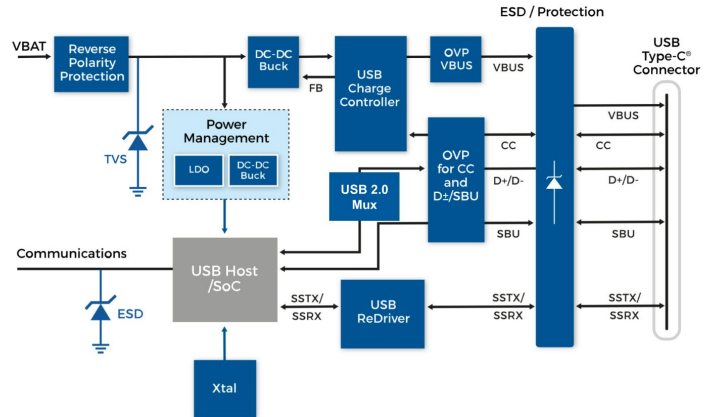 ESD / Protection
VBAT
Reverse
Polarity
Protection
DC-DC
Buck
USB
Charge
Controller
OVP
VBUS
VBUS
USB
Type-C®
Connector
FB
VBUS
Power
Management
LDO
DC-DC
Buck
TVS
OVP
for CC
and
D±/SBU
CC
CC
USB 2.0
Mux
D+/D-
D+/D-
SBU
SBU
Communications
USB Host
/SoC
ESD
SSTX/
SSRX
USB
ReDriver
SSTX/
SSRX
SSTX/
SSRX
Xtal